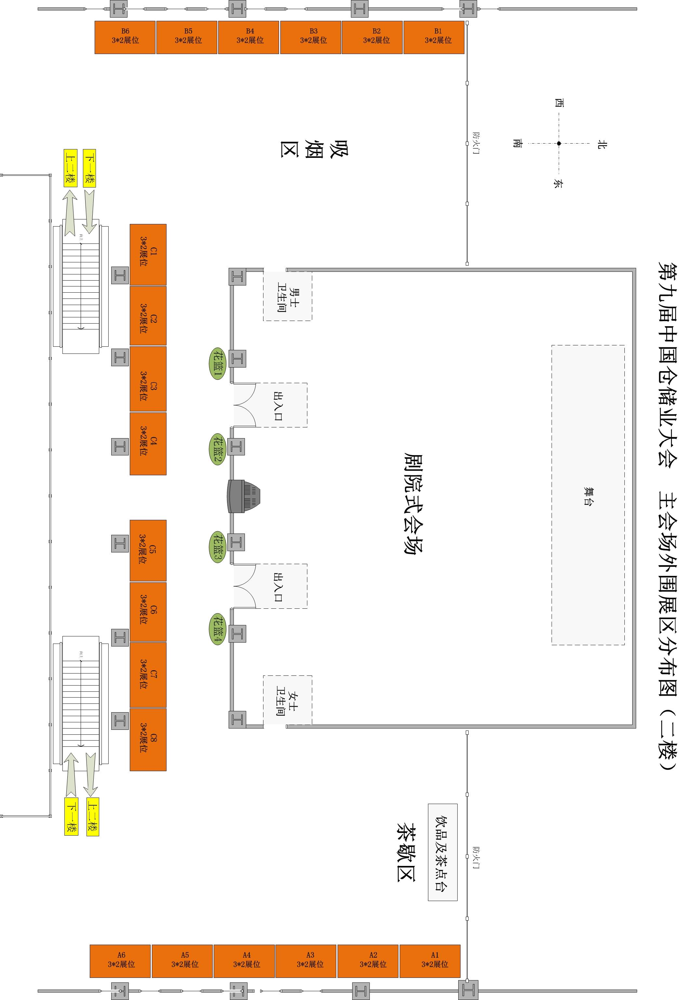 第九届中国仓储业大会 主会场外围展区分布图（二楼）
北
西
东
南
舞台
防火门
防火门
剧院式会场
饮品及茶点台
茶歇区
吸烟区
男士
卫生间
出入口
出入口
女士
卫生间
花篮1
花篮2
花篮3
花篮4
B1
3*2展位
B2
3*2展位
B3
3*2展位
B4
3*2展位
B5
3*2展位
B6
3*2展位
C1
3*2展位
C2
3*2展位
C3
3*2展位
C4
3*2展位
C5
3*2展位
C6
3*2展位
C7
3*2展位
C8
3*2展位
A1
3*2展位
A2
3*2展位
A3
3*2展位
A4
3*2展位
A5
3*2展位
A6
3*2展位
下一楼
上二楼
向上
向上
上二楼
下一楼